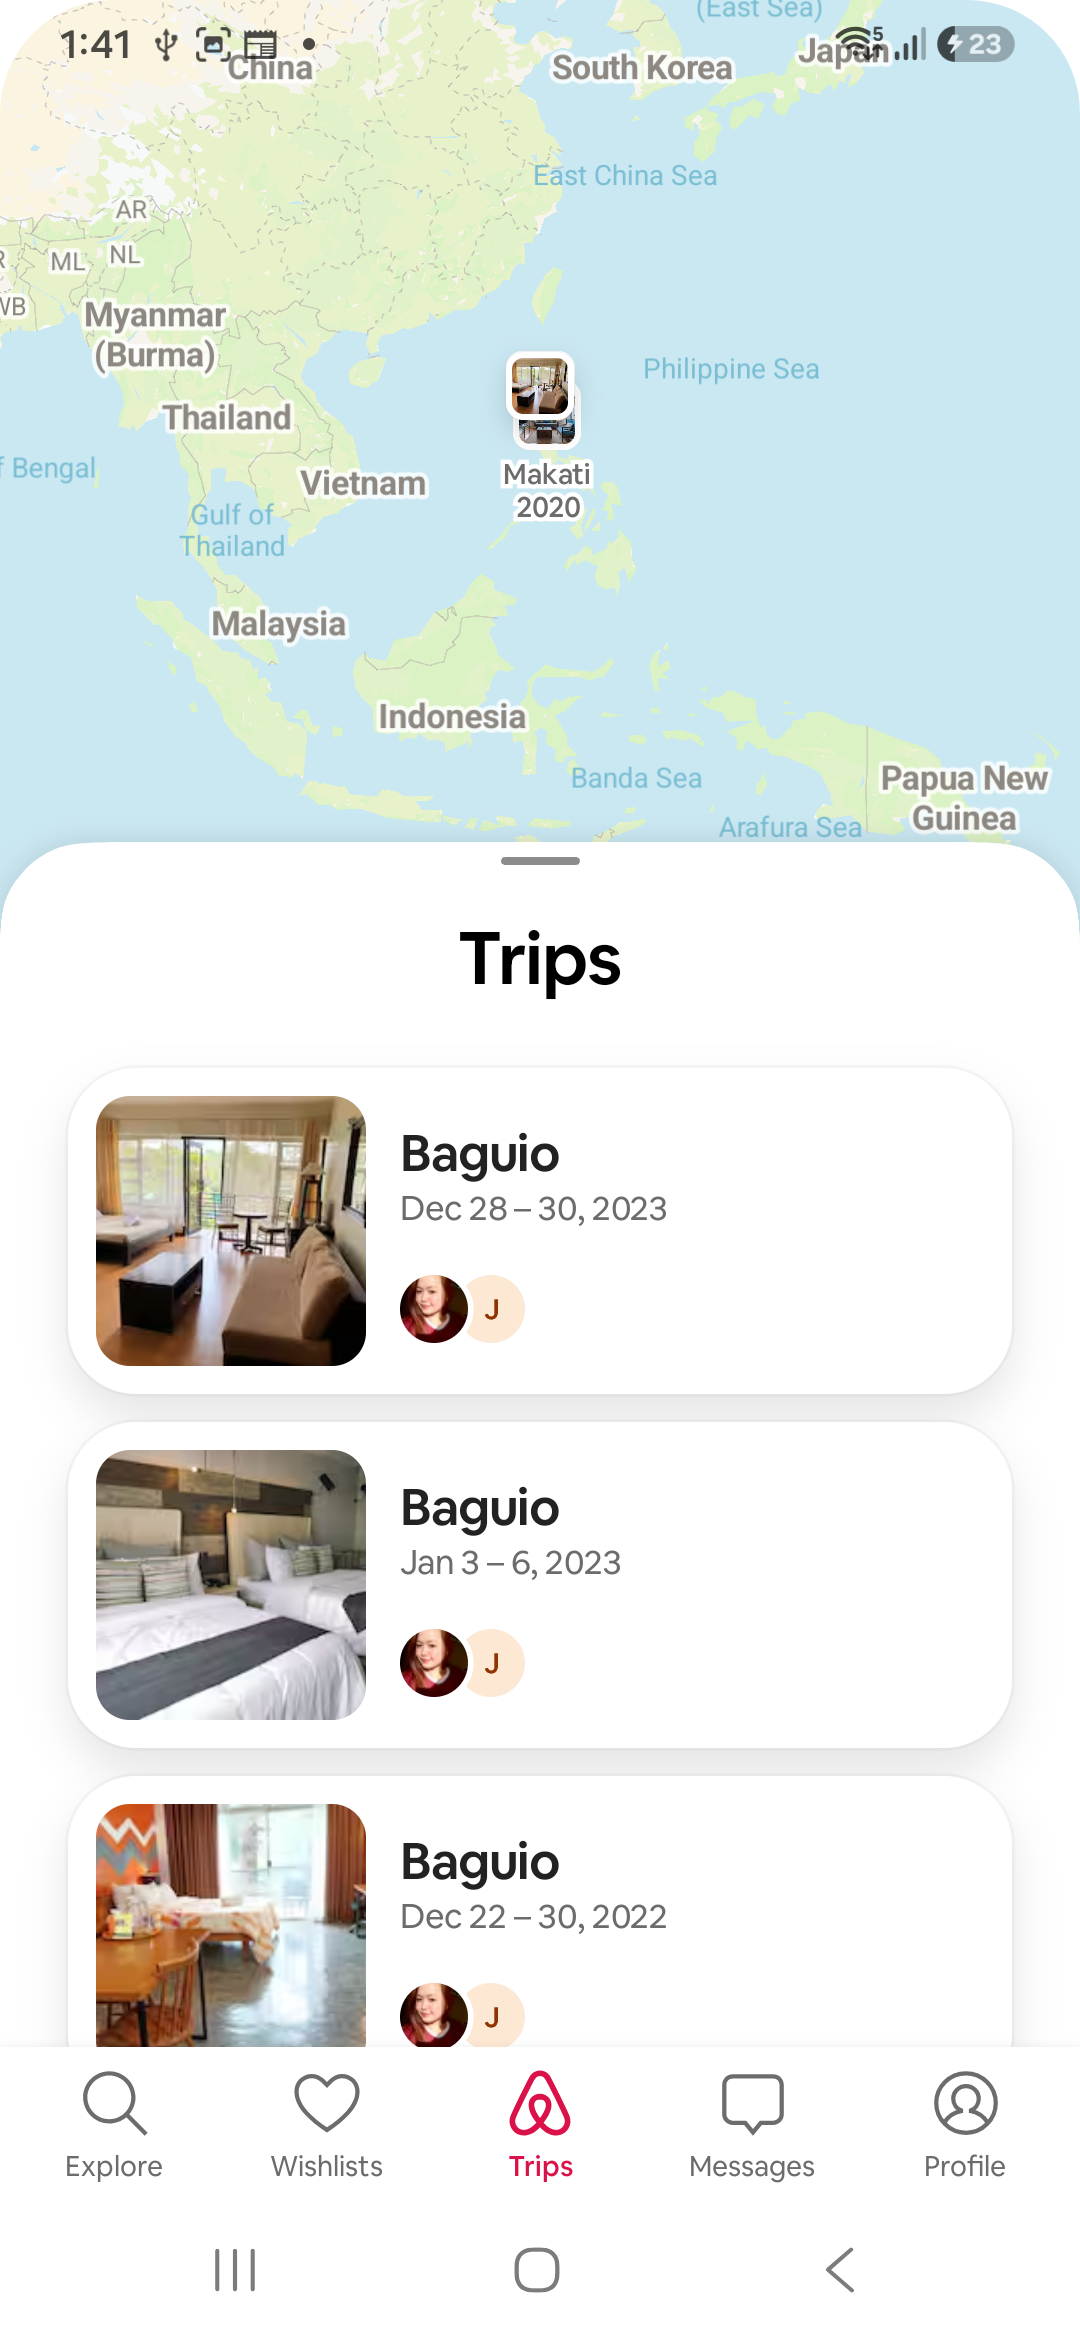 (East Sea)
1:41
5
23
China
South Korea
Japan
East China Sea
AR
ML
NL
WB
Myanmar
(Burma)
Philippine Sea
Thailand
f Bengal
Vietnam
Makati
2020
Gulf of
Thailand
Malaysia
Indonesia
Banda Sea
Papua New
Guinea
Arafura Sea
Trips
Baguio
Dec 28 – 30, 2023
J
Baguio
Jan 3 – 6, 2023
J
Baguio
Dec 22 – 30, 2022
J
Explore
Wishlists
Trips
Messages
Profile